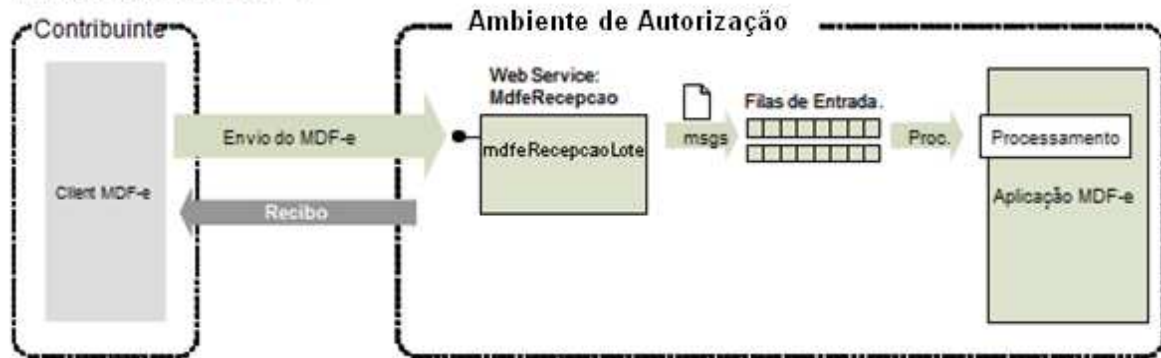 Contribuinte
Ambiente de Autorização
Client MDF-e
Envio do MDF-e
Recibo
Web Service:
MdfeRecepcao
mdfeRecepcaoLote
msgs
Filas de Entrada.
Proc.
Processamento
Aplicação MDF-e